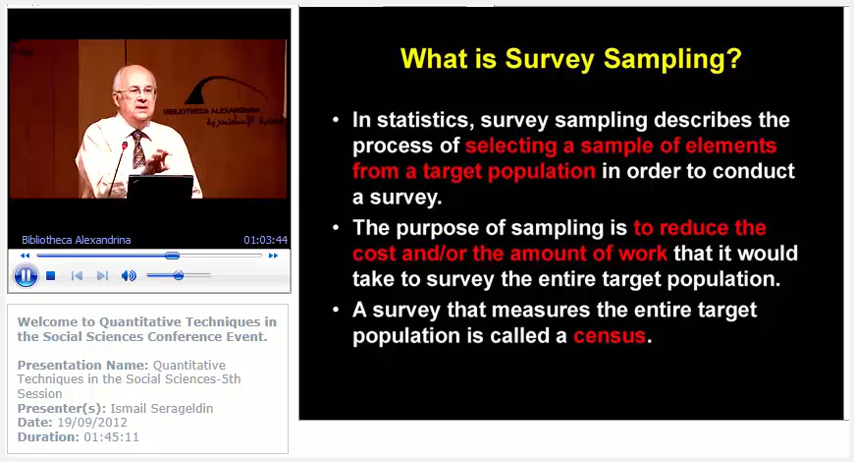 BIBLIOTHECA ALEXANDRINA
Bibliotheca Alexandrina 01:03:44
Welcome to Quantitative Techniques in
the Social Sciences Conference Event.
Presentation Name: Quantitative
Techniques in the Social Sciences-5th
Session
Presenter(s): Ismail Serageldin
Date: 19/09/2012
Duration: 01:45:11
What is Survey Sampling?
• In statistics, survey sampling describes the
process of selecting a sample of elements
from a target population in order to conduct
a survey.
• The purpose of sampling is to reduce the
cost and/or the amount of work that it would
take to survey the entire target population.
• A survey that measures the entire target
population is called a census.